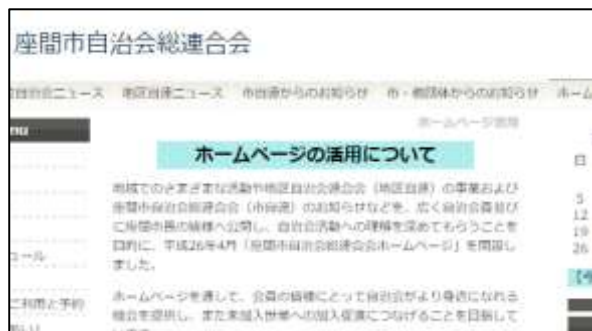 座間市自治会総連合会
自治会ニュース 地区自連ニュース 市自連からのお知らせ 市・他団体からのお知らせ ホーム
nu
ホームページ活用
ホームページの活用について
日
地域でのさまざまな活動や地区自治会連合会（地区自連）の事業および
座間市自治会総連合会（市自連）のお知らせなどを、広く自治会員並び
に座間市民の皆様へ公開し、自治会活動への理解を深めてもらうことを
目的に、平成26年4月「座間市自治会総連合会ホームページ」を開設し
ました。
5
12
19
26
ュール
ご利用と予約
ホームページを通して、会員の皆様にとって自治会がより身近になれる
機会を提供し、また未加入世帯への加入促進につなげることを目指して